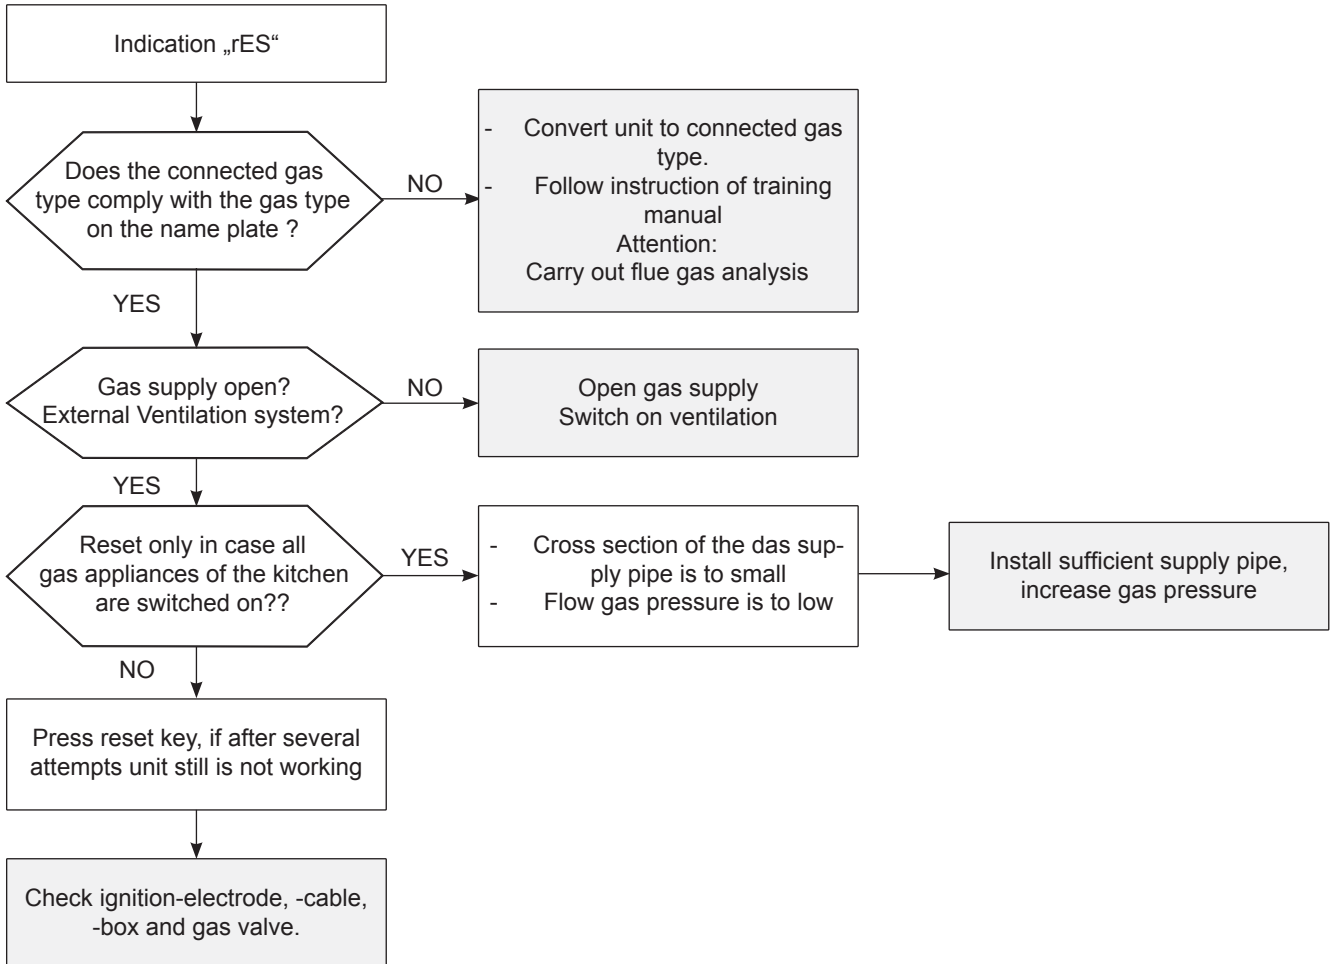 Indication „rES“
Does the connected gas
type comply with the gas type
on the name plate ?
NO
- Convert unit to connected gas
type.
- Follow instruction of training
manual
Attention:
Carry out flue gas analysis
YES
Gas supply open?
External Ventilation system?
NO
Open gas supply
Switch on ventilation
YES
Reset only in case all
gas appliances of the kitchen
are switched on??
YES
- Cross section of the das sup-
ply pipe is to small
- Flow gas pressure is to low
Install sufficient supply pipe,
increase gas pressure
NO
Press reset key, if after several
attempts unit still is not working
Check ignition-electrode, -cable,
-box and gas valve.